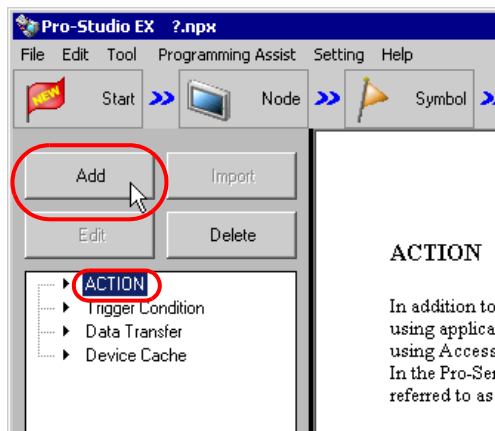 Pro-Studio EX ?.npx
File Edit Tool Programming Assist Setting Help
NEW Start Node Symbol
Add Import
Edit Delete
ACTION
Trigger Condition
Data Transfer
Device Cache
ACTION
In addition to
using applica
using Access
In the Pro-Ser
referred to as